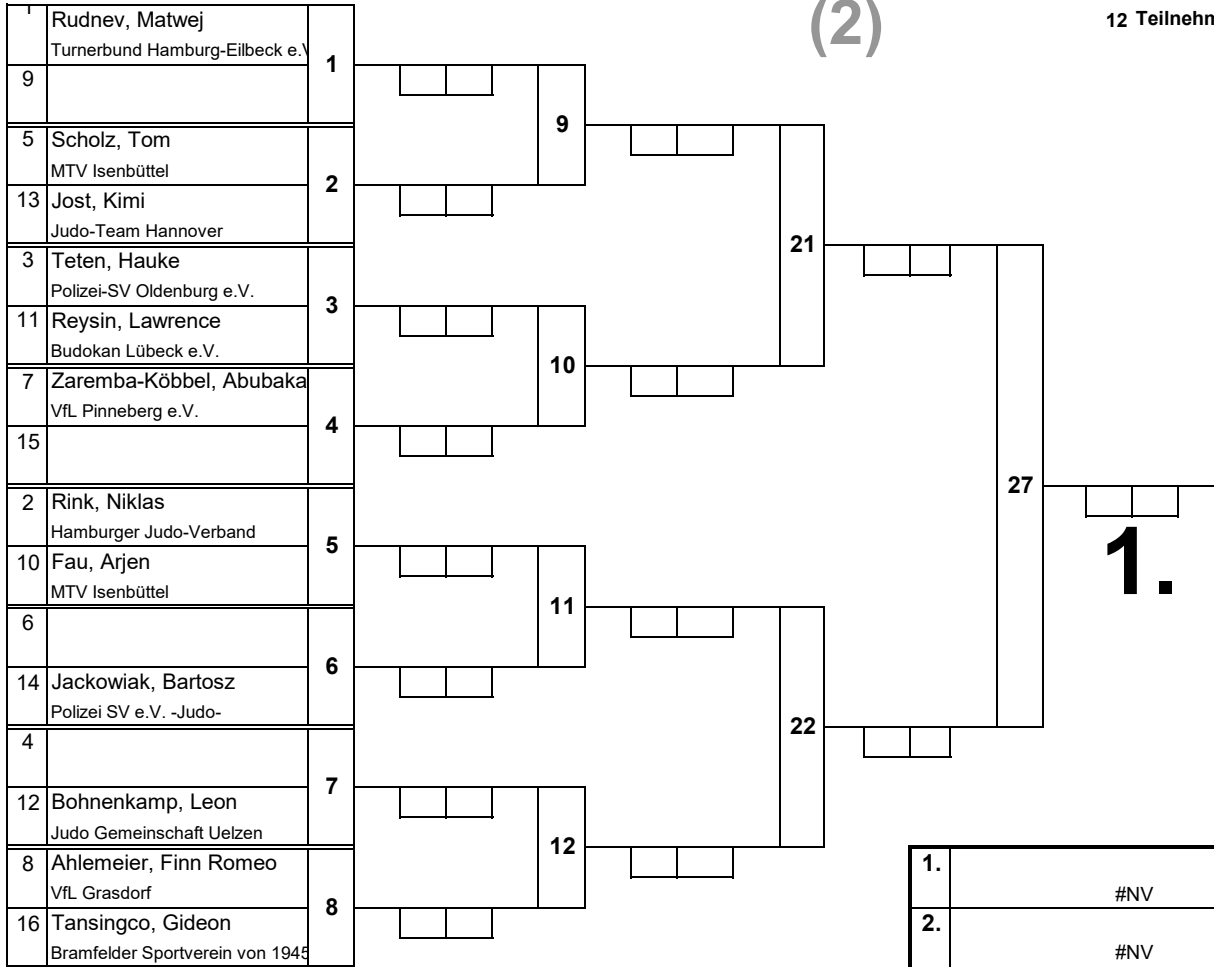 (2)
12 Teilnehm
1 Rudnev, Matwej
Turnerbund Hamburg-Eilbeck e.V
1
9
9
5 Scholz, Tom
MTV Isenbüttel
2
13 Jost, Kimi
Judo-Team Hannover
21
3 Teten, Hauke
Polizei-SV Oldenburg e.V.
3
11 Reysin, Lawrence
Budokan Lübeck e.V.
10
7 Zaremba-Köbbel, Abubaka
VfL Pinneberg e.V.
4
15
27
2 Rink, Niklas
Hamburger Judo-Verband
5
10 Fau, Arjen
MTV Isenbüttel
1.
11
6
6
14 Jackowiak, Bartosz
Polizei SV e.V. -Judo-
22
4
7
12 Bohnenkamp, Leon
Judo Gemeinschaft Uelzen
12
8 Ahlemeier, Finn Romeo
VfL Grasdorf
8
16 Tansingco, Gideon
Bramfelder Sportverein von 1945
1.
#NV
2.
#NV